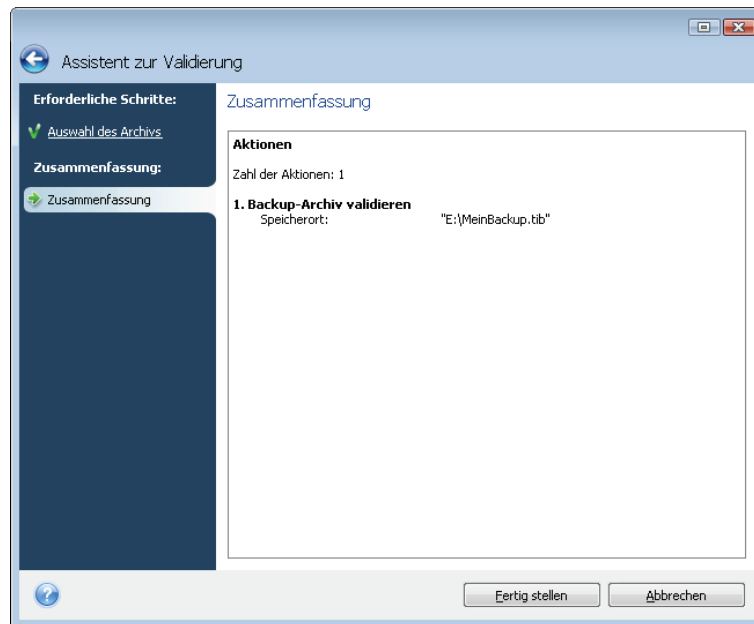 Assistent zur Validierung
Erforderliche Schritte:
Auswahl des Archivs
Zusammenfassung:
Zusammenfassung
Zusammenfassung
Aktionen
Zahl der Aktionen: 1
1. Backup-Archiv validieren
Speicherort: "E:\MeinBackup.tib"
Fertig stellen
Abbrechen